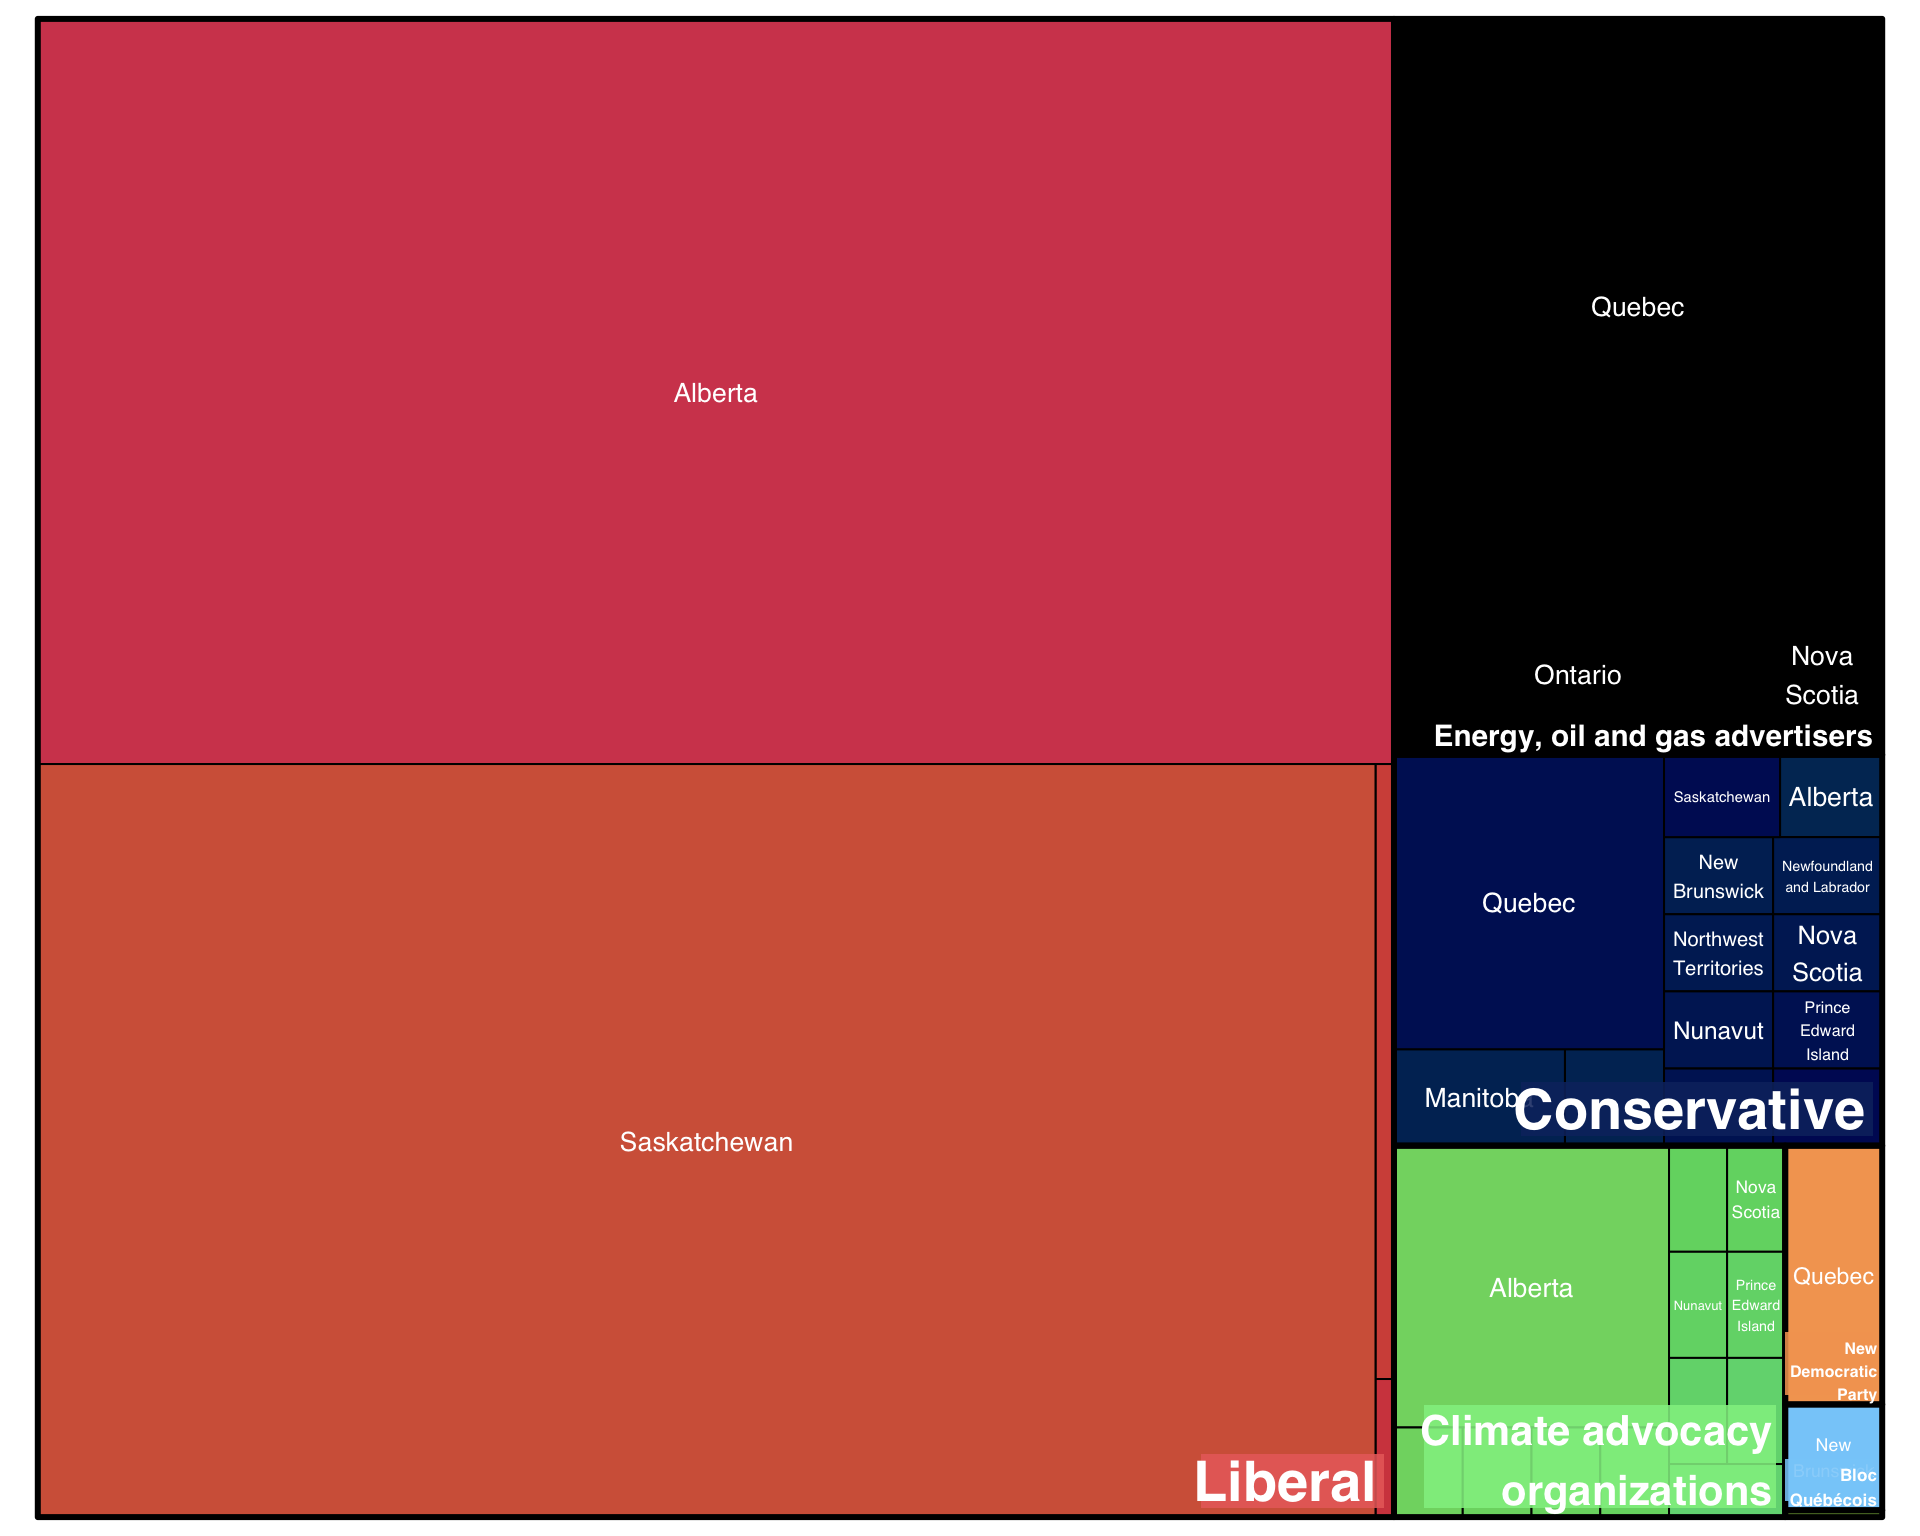 Alberta
Saskatchewan
Liberal
Quebec
Ontario
Nova
Scotia
Energy, oil and gas advertisers
Quebec
Saskatchewan
Alberta
New
Brunswick
Newfoundland
and Labrador
Northwest
Territories
Nova
Scotia
Nunavut
Prince
Edward
Island
Manitoba
Conservative
Alberta
Nova
Scotia
Nunavut
Prince
Edward
Island
Climate advocacy
organizations
Quebec
New
Democratic
Party
New
Brunswick
Bloc
Québécois